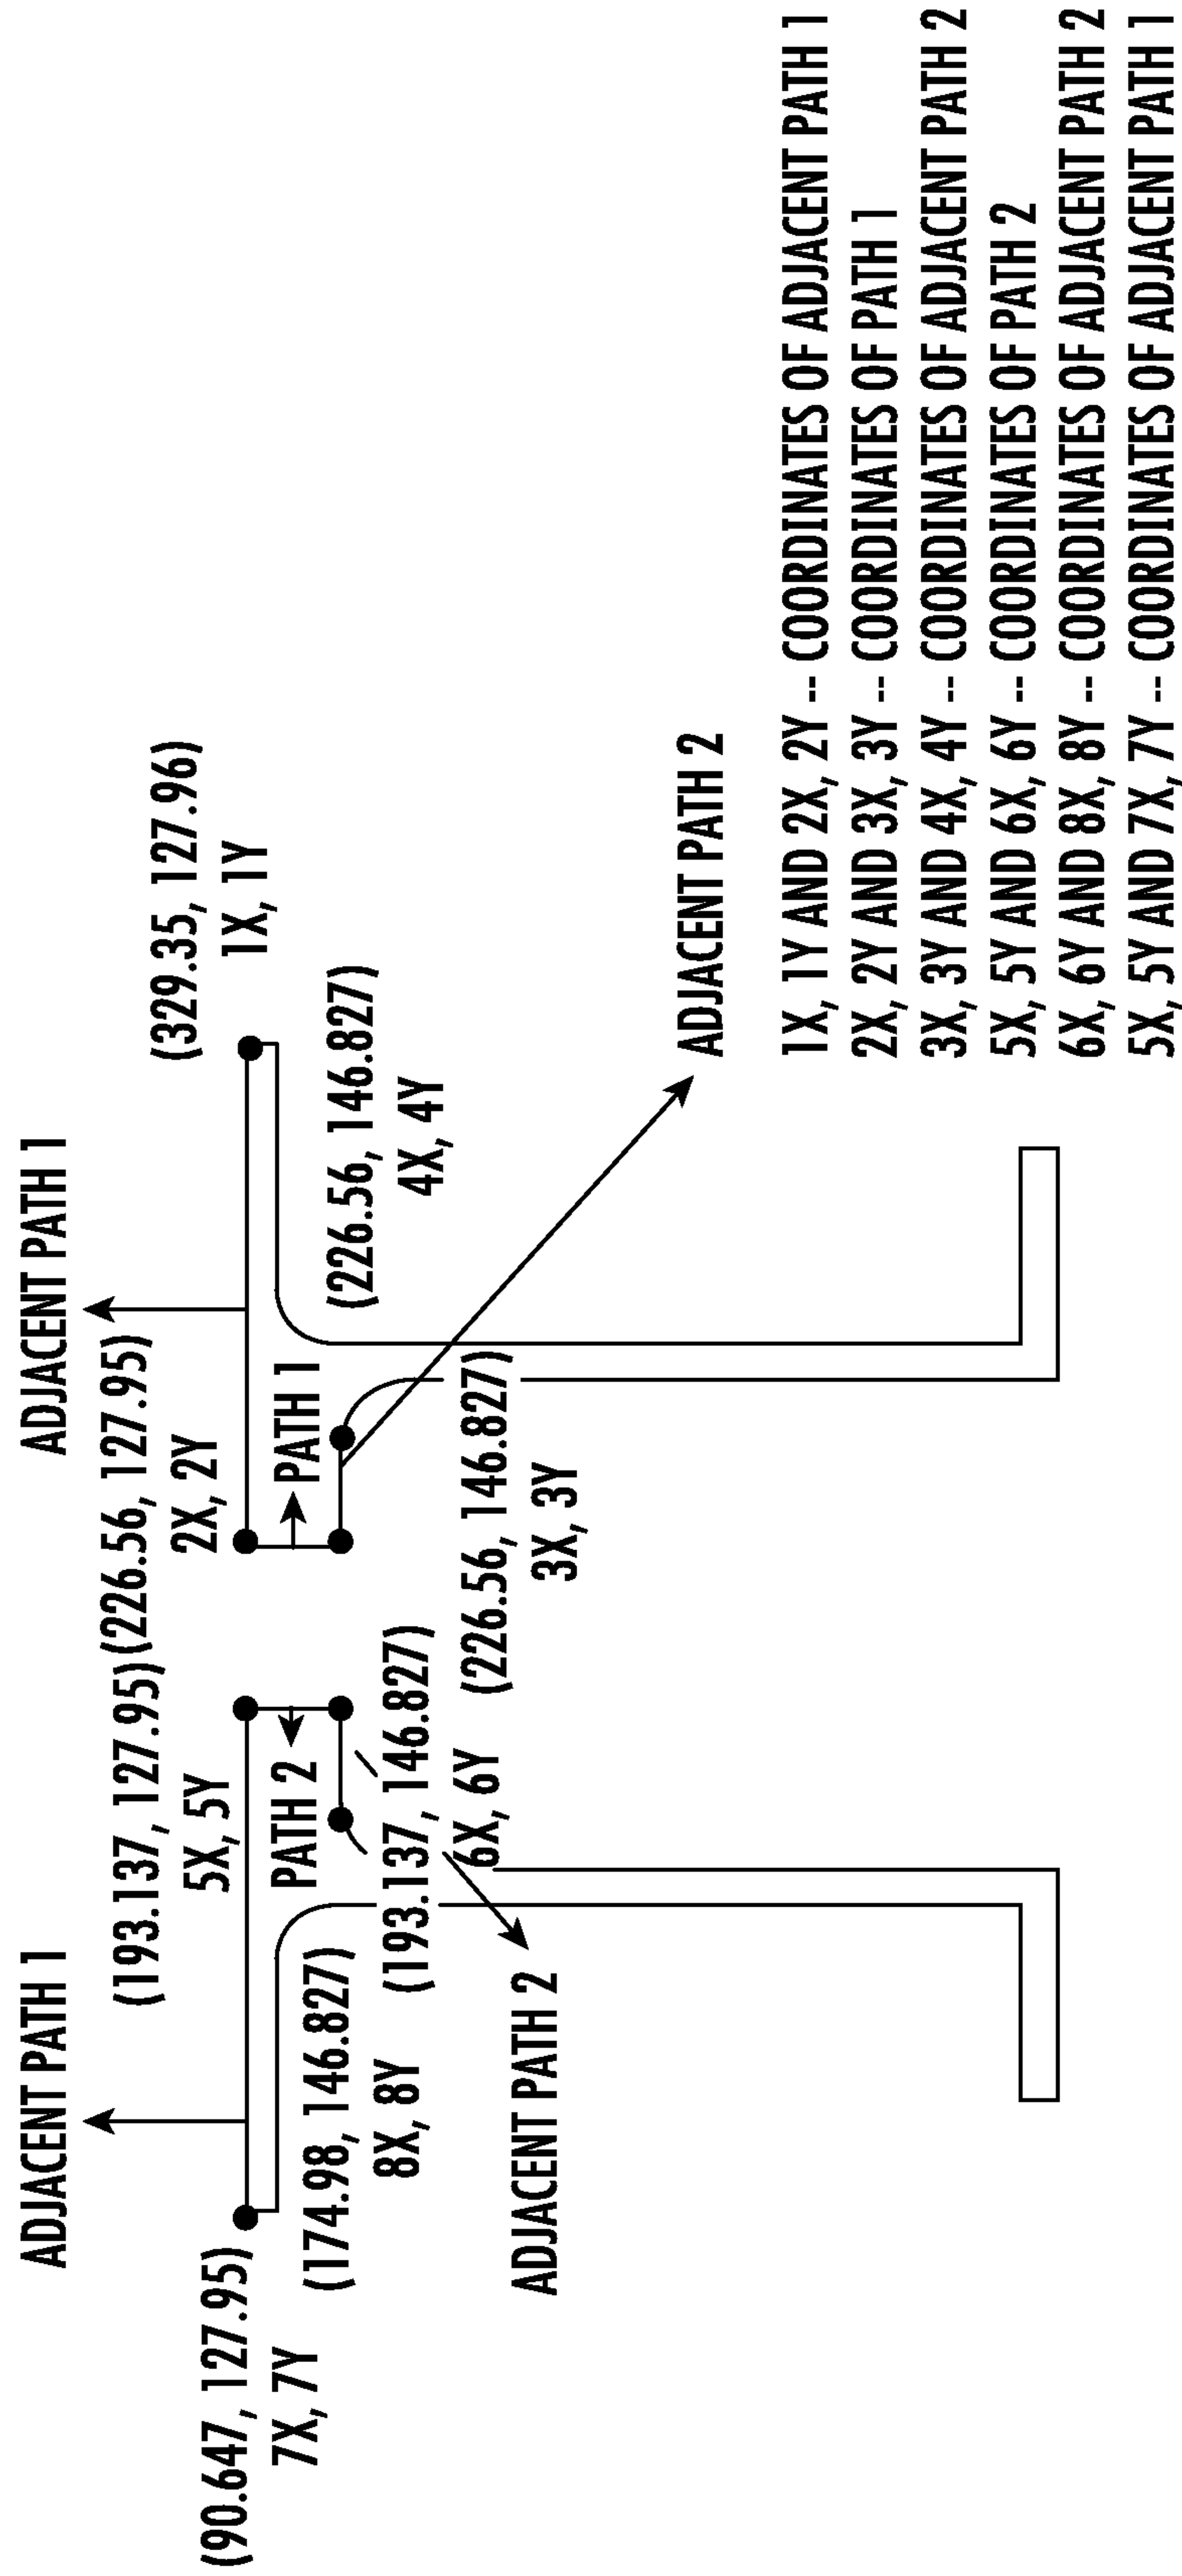 ADJACENT PATH 1
ADJACENT PATH 1
(193.137, 127.95)
5X, 5Y
(226.56, 127.95)
2X, 2Y
(329.35, 127.96)
1X, 1Y
(90.647, 127.95)
7X, 7Y
PATH 2
PATH 1
(174.98, 146.827)
8X, 8Y
(193.137, 146.827)
6X, 6Y
(226.56, 146.827)
4X, 4Y
(226.56, 146.827)
3X, 3Y
ADJACENT PATH 2
ADJACENT PATH 2
1X, 1Y AND 2X, 2Y -- COORDINATES OF ADJACENT PATH 1
2X, 2Y AND 3X, 3Y -- COORDINATES OF PATH 1
3X, 3Y AND 4X, 4Y -- COORDINATES OF ADJACENT PATH 2
5X, 5Y AND 6X, 6Y -- COORDINATES OF PATH 2
6X, 6Y AND 8X, 8Y -- COORDINATES OF ADJACENT PATH 2
5X, 5Y AND 7X, 7Y -- COORDINATES OF ADJACENT PATH 1